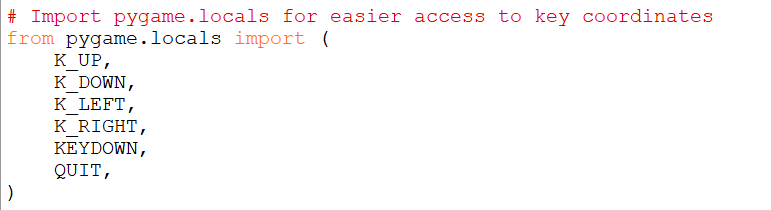 # Import pygame.locals for easier access to key coordinates
from pygame.locals import (
    K_UP,
    K_DOWN,
    K_LEFT,
    K_RIGHT,
    KEYDOWN,
    QUIT,
)